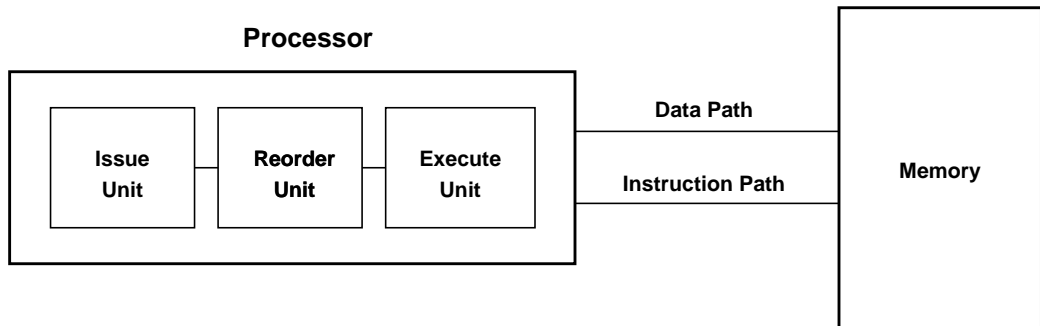 Processor
Issue
Unit
Reorder
Unit
Execute
Unit
Data Path
Instruction Path
Memory